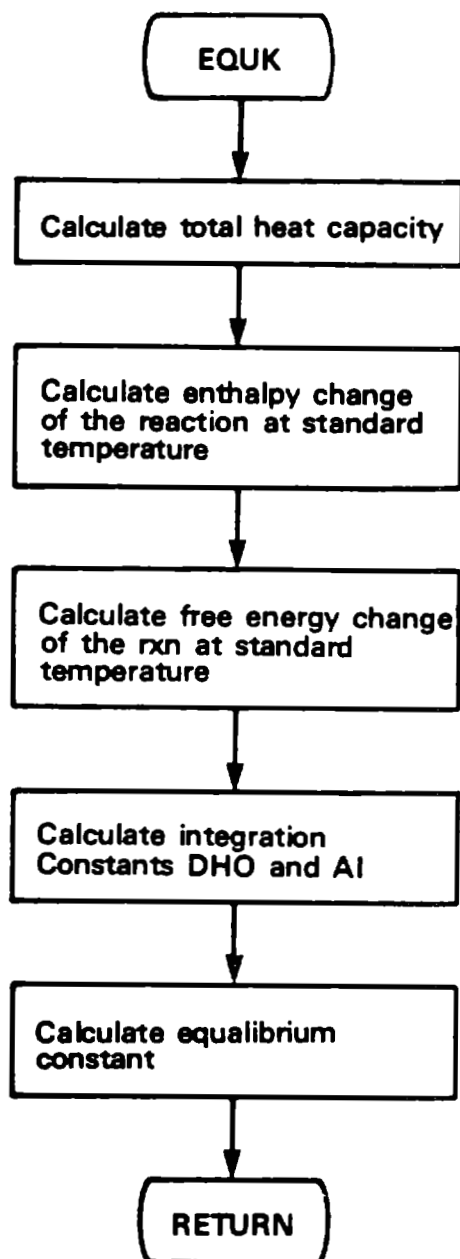 EQUK
Calculate total heat capacity
Calculate enthalpy change
of the reaction at standard
temperature
Calculate free energy change
of the rxn at standard
temperature
Calculate integration
Constants DHO and AI
Calculate equalibrium
constant
RETURN